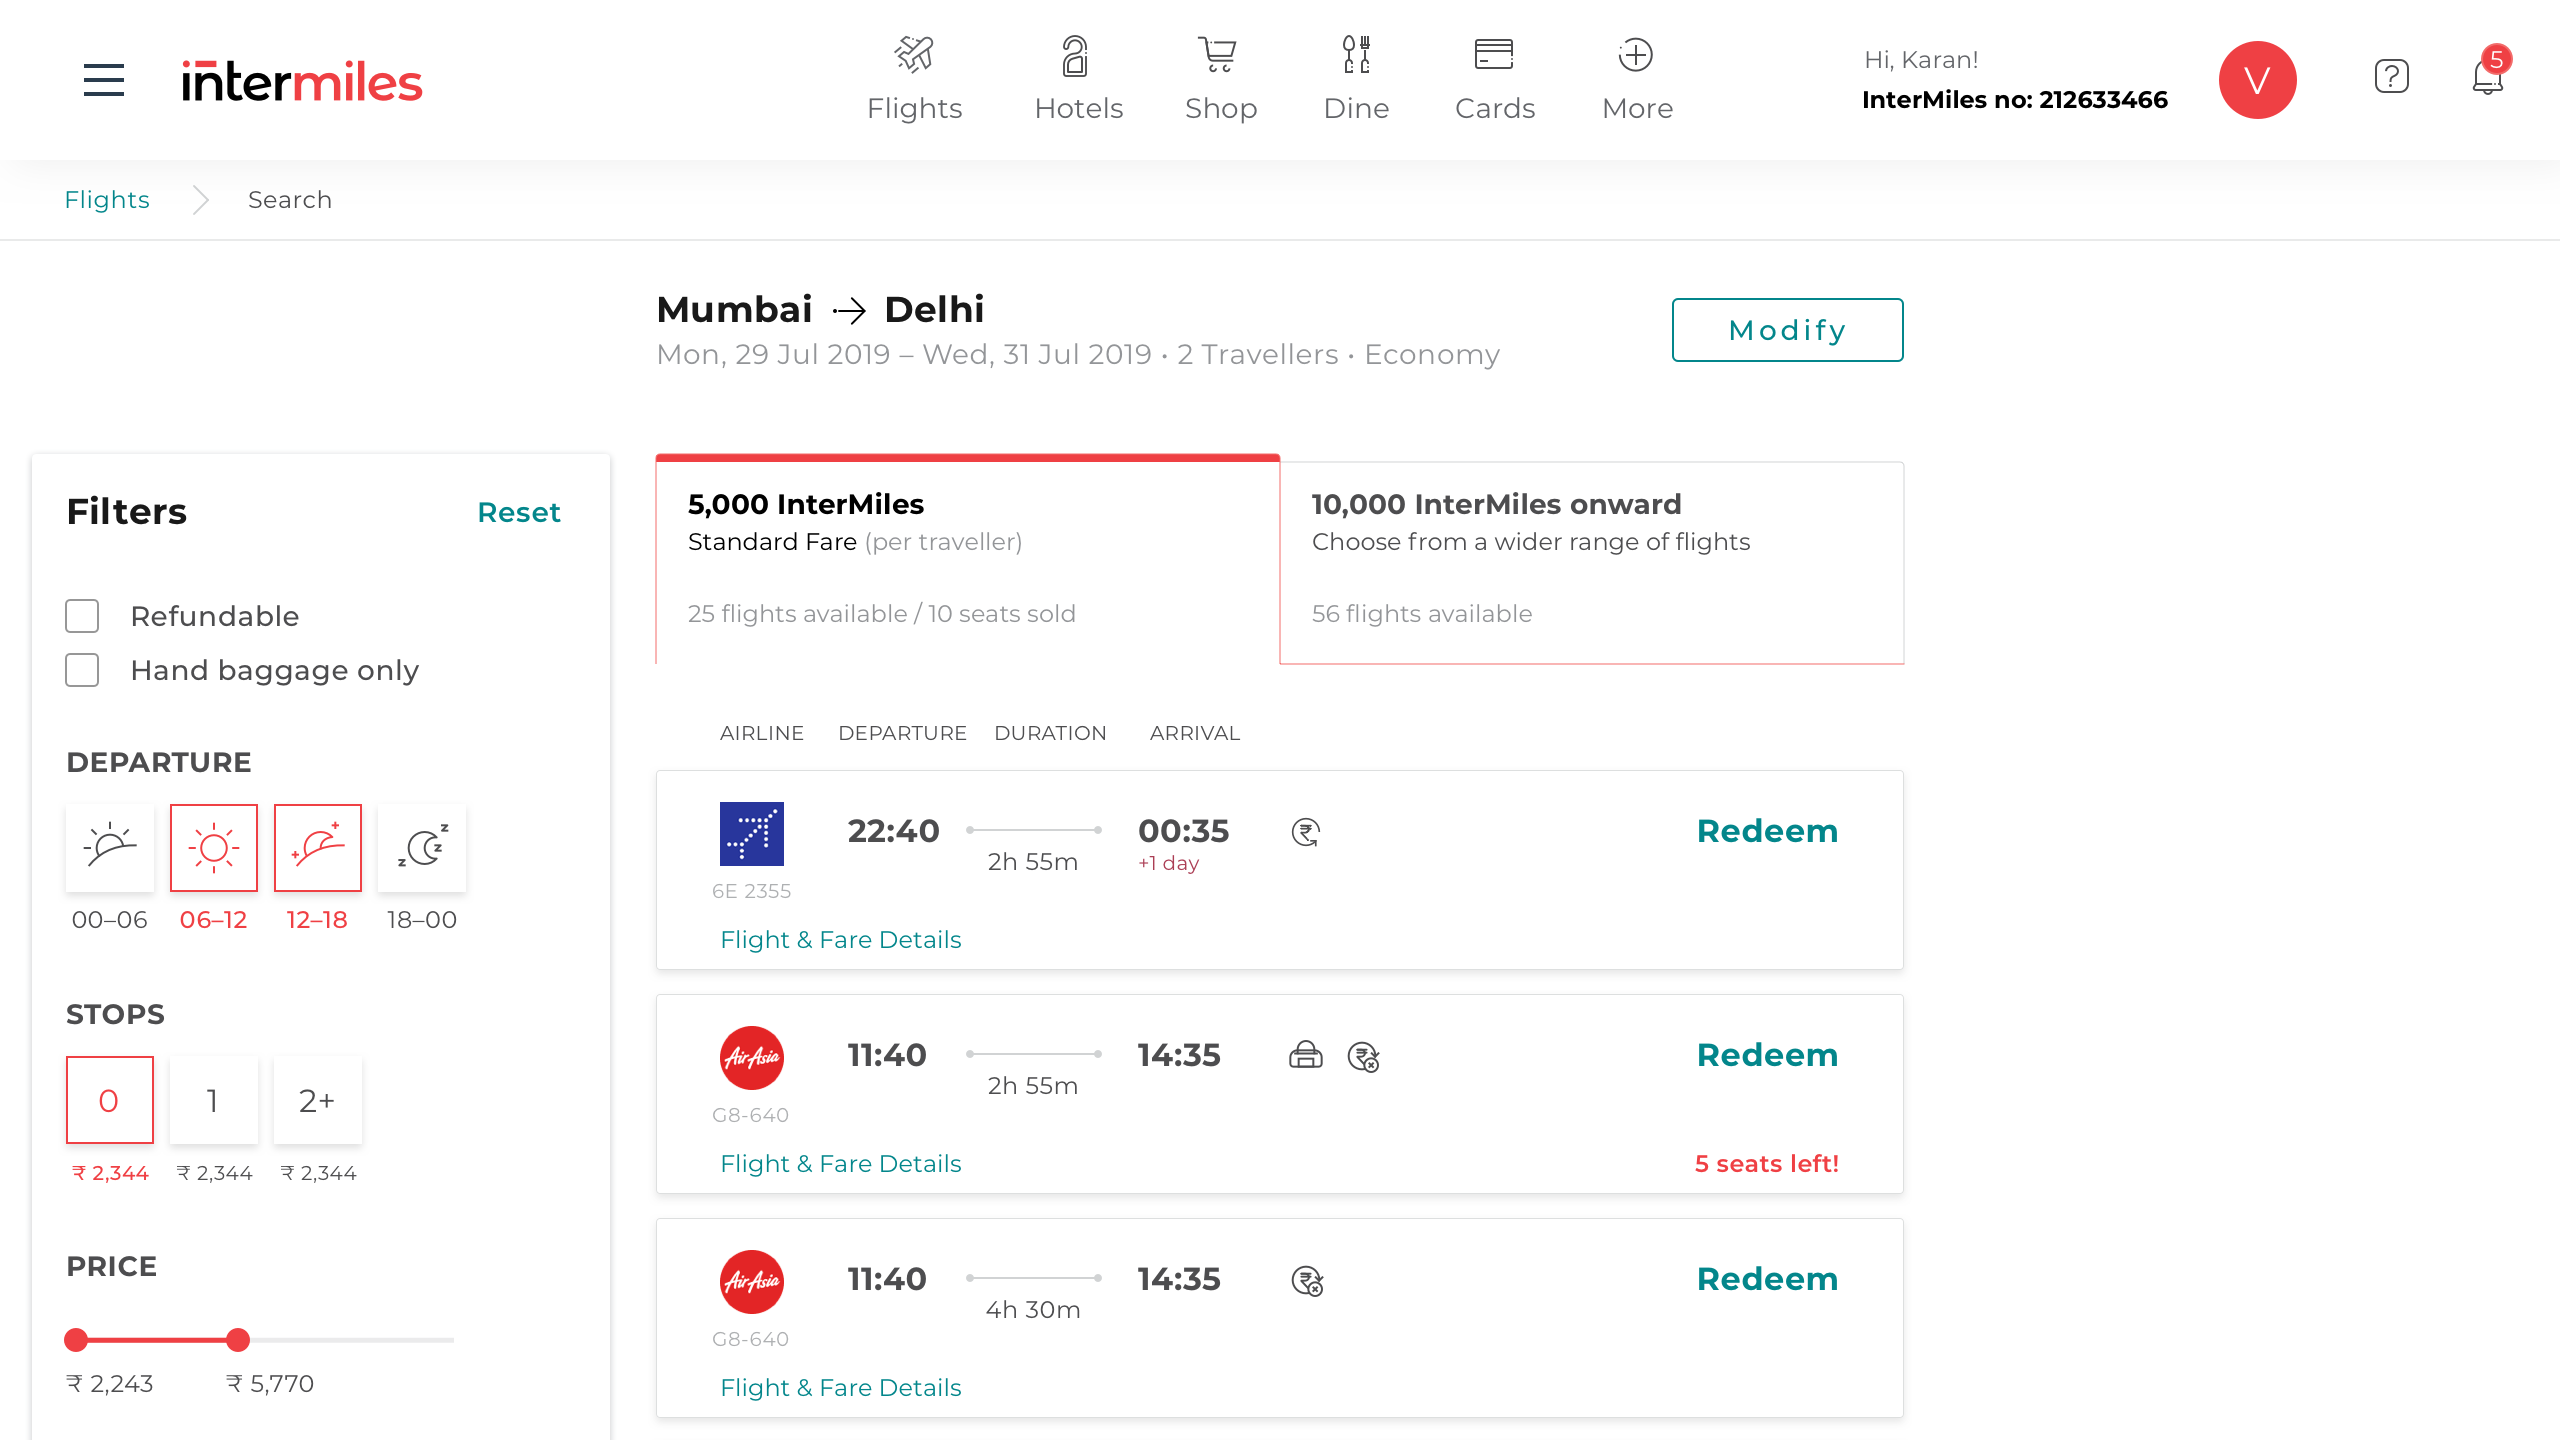 intermiles
Flights
Hotels
Shop
Dine
Cards
More
Hi, Karan!
InterMiles no: 212633466
V
?
5
Flights
Search
Mumbai Delhi
Mon, 29 Jul 2019 – Wed, 31 Jul 2019 • 2 Travellers • Economy
Modify
Filters
Reset
Refundable
Hand baggage only
DEPARTURE
z
z
z
00–06
06–12
12–18
18–00
STOPS
0
1
2+
₹ 2,344
₹ 2,344
₹ 2,344
PRICE
₹ 2,243
₹ 5,770
5,000 InterMiles
Standard Fare (per traveller)
25 flights available / 10 seats sold
10,000 InterMiles onward
Choose from a wider range of flights
56 flights available
AIRLINE
DEPARTURE
DURATION
ARRIVAL
6E 2355
22:40
2h 55m
00:35
+1 day
₹
Redeem
Flight & Fare Details
AirAsia
G8-640
11:40
2h 55m
14:35
₹
Redeem
Flight & Fare Details
5 seats left!
AirAsia
G8-640
11:40
4h 30m
14:35
₹
Redeem
Flight & Fare Details